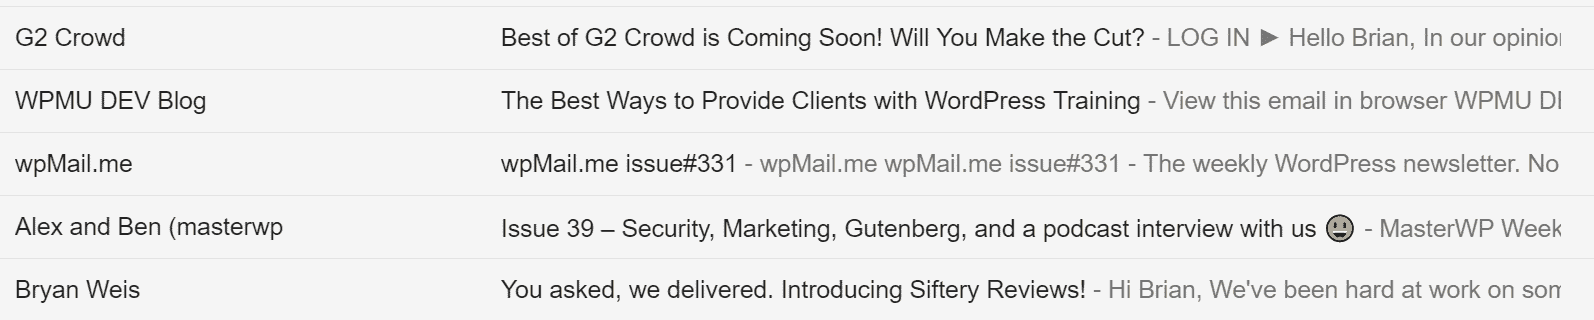 G2 Crowd Best of G2 Crowd is Coming Soon! Will You Make the Cut? - LOG IN ► Hello Brian, In our opinion
WPMU DEV Blog The Best Ways to Provide Clients with WordPress Training - View this email in browser WPMU
wpMail.me wpMail.me issue#331 - wpMail.me wpMail.me issue#331 - The weekly WordPress newsletter. No
Alex and Ben (masterwp Issue 39 – Security, Marketing, Gutenberg, and a podcast interview with us 😃 - MasterWP Week
Bryan Weis You asked, we delivered. Introducing Siftery Reviews! - Hi Brian, We've been hard at work on